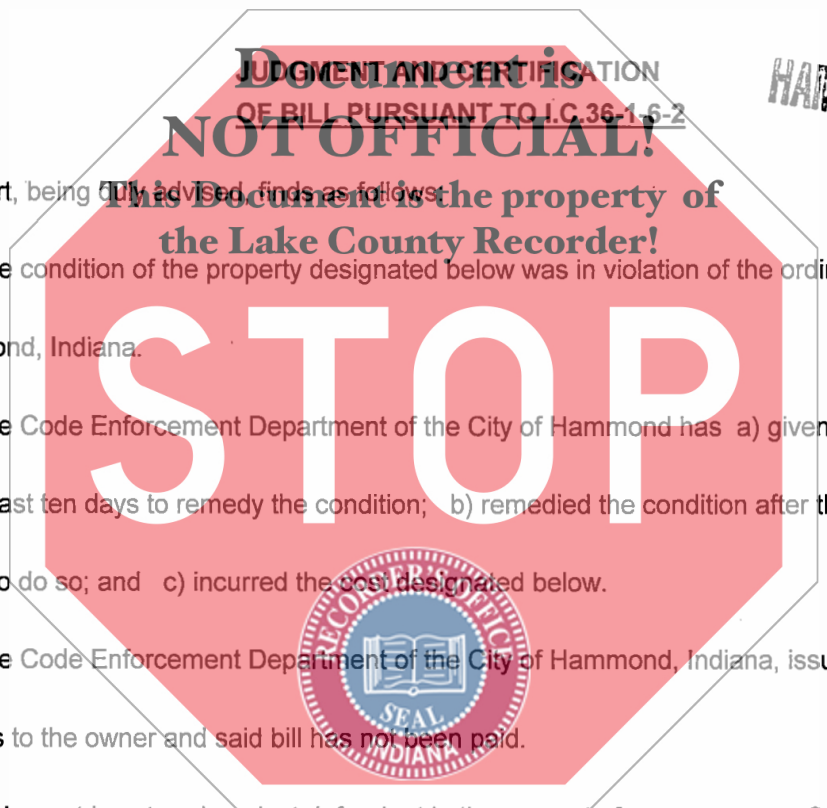 JUDGMENT AND CERTIFICATION
Document is
OF BILL PURSUANT TO I.C. 36-1-6-2
NOT OFFICIAL!
rt, being duly advised, finds as follows:
This Document is the property of
the Lake County Recorder!
e condition of the property designated below was in violation of the ordi
ond, Indiana.
STOP
e Code Enforcement Department of the City of Hammond has a) given
ast ten days to remedy the condition; b) remedied the condition after t
o do so; and c) incurred the cost designated below.
RECORDER'S OFFICE
e Code Enforcement Department of the City of Hammond, Indiana, issu
SEAL
INDIANA
s to the owner and said bill has not been paid.